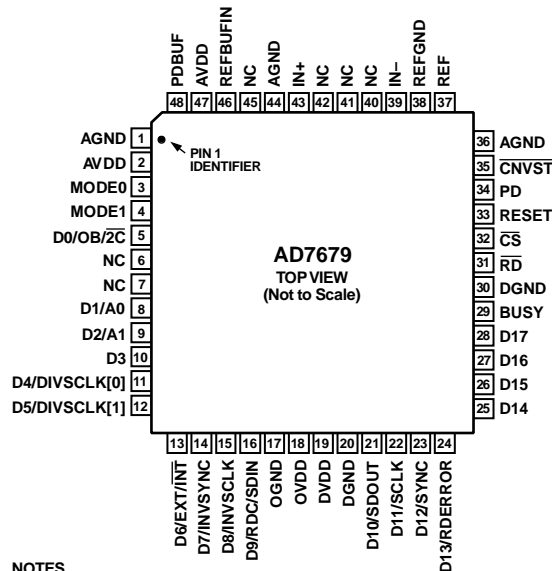 PDBUF
AVDD
REFBUFIN
NC
AGND
IN+
NC
NC
NC
IN–
REFGND
REF
48 47 46 45 44 43 42 41 40 39 38 37
AGND 1
AVDD 2
MODE0 3
MODE1 4
D0/OB/2C̅ 5
NC 6
NC 7
D1/A0 8
D2/A1 9
D3 10
D4/DIVSCLK[0] 11
D5/DIVSCLK[1] 12
PIN 1
IDENTIFIER
AD7679
TOP VIEW
(Not to Scale)
36 AGND
35 C̅N̅V̅S̅T̅
34 PD
33 RESET
32 C̅S̅
31 R̅D̅
30 DGND
29 BUSY
28 D17
27 D16
26 D15
25 D14
13 14 15 16 17 18 19 20 21 22 23 24
D6/EXT/I̅N̅T̅
D7/INVSYNC
D8/INVSCLK
D9/RDC/SDIN
OGND
OVDD
DVDD
DGND
D10/SDOUT
D11/SCLK
D12/SYNC
D13/RDERROR
NOTES